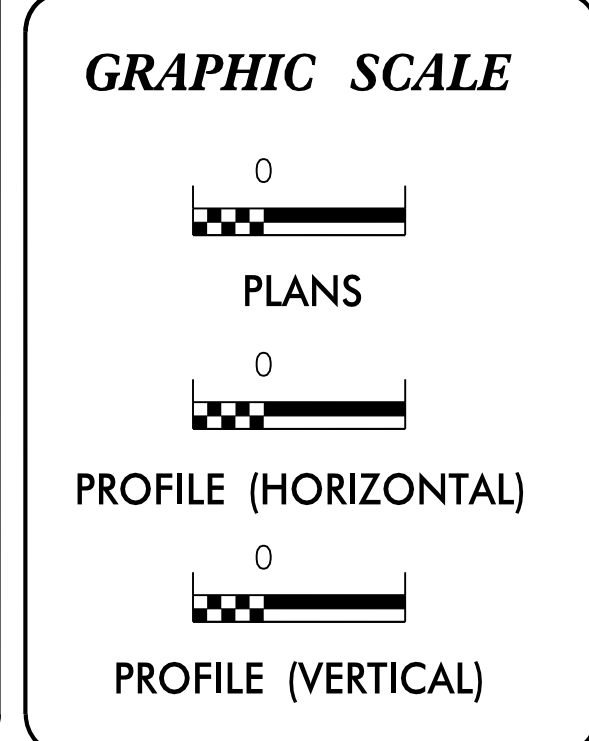 GRAPHIC SCALE
0
PLANS
0
PROFILE (HORIZONTAL)
0
PROFILE (VERTICAL)